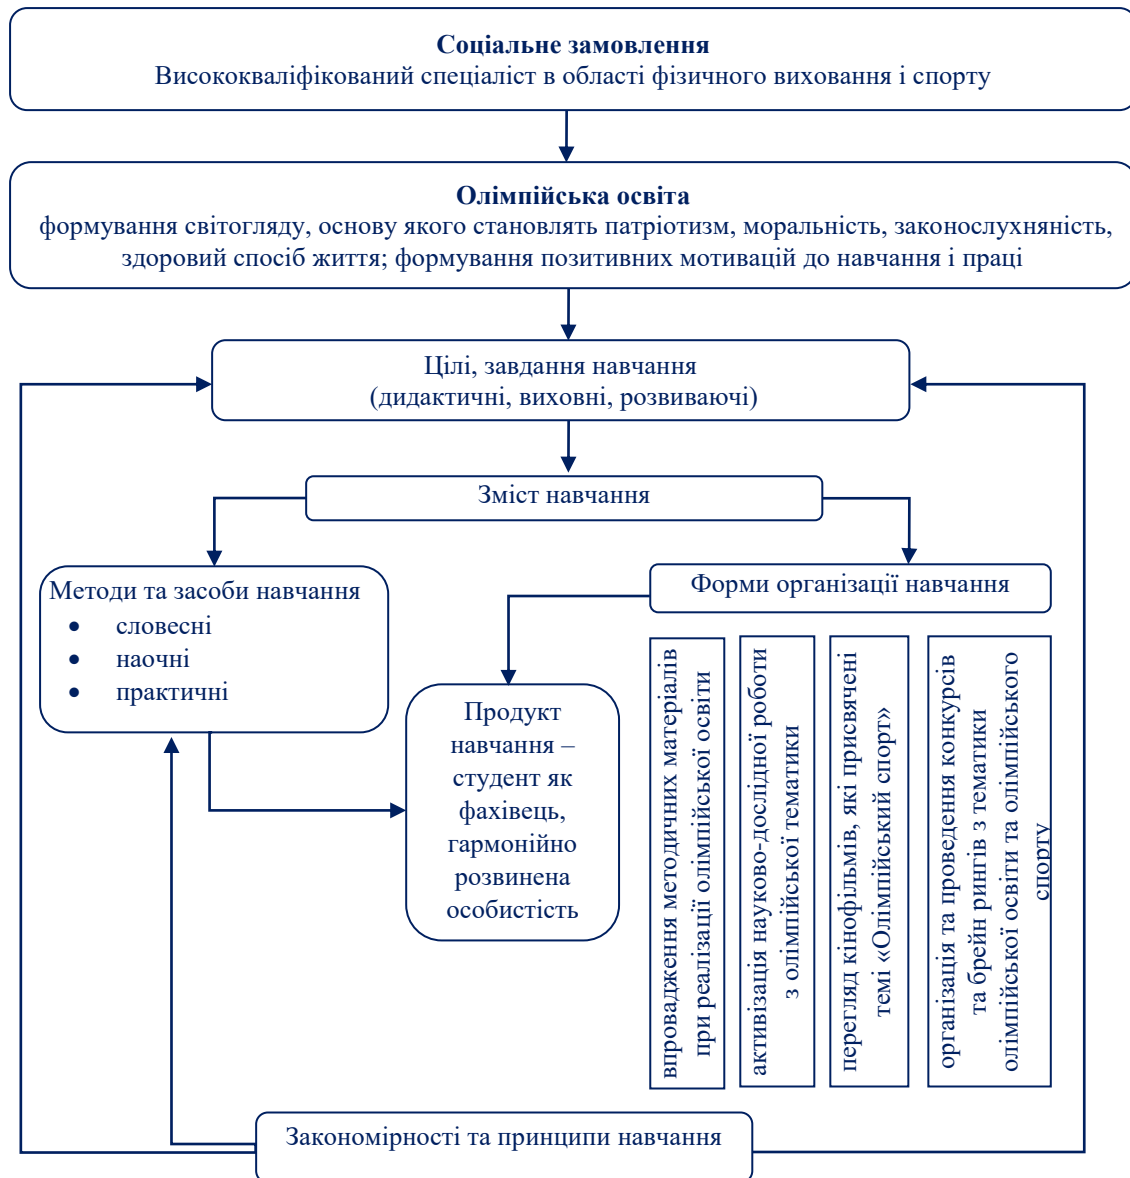 Соціальне замовлення
Висококваліфікований спеціаліст в області фізичного виховання і спорту
Олімпійська освіта
формування світогляду, основу якого становлять патріотизм, моральність, законослухняність,
здоровий спосіб життя; формування позитивних мотивацій до навчання і праці
Цілі, завдання навчання
(дидактичні, виховні, розвиваючі)
Зміст навчання
Методи та засоби навчання
• словесні
• наочні
• практичні
Форми організації навчання
Продукт
навчання –
студент як
фахівець,
гармонійно
розвинена
особистість
впровадження методичних матеріалів
при реалізації олімпійської освіти
активізація науково-дослідної роботи
з олімпійської тематики
перегляд кінофільмів, які присвячені
темі «Олімпійський спорт»
організація та проведення конкурсів
та брейн рингів з тематики
олімпійської освіти та олімпійського
спорту
Закономірності та принципи навчання